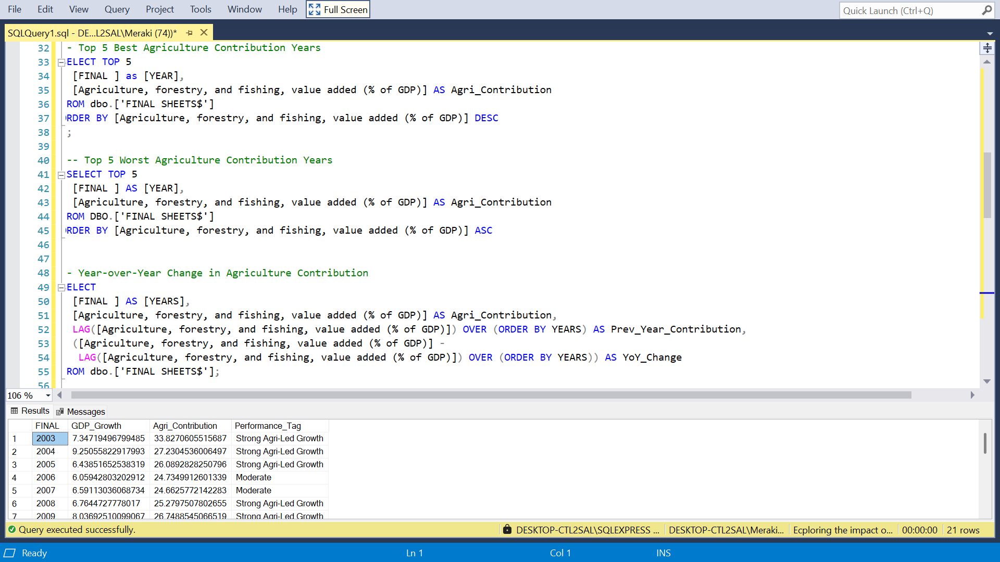 File Edit View Query Project Tools Window Help Full Screen Quick Launch (Ctrl+Q)
SQLQuery1.sql - DE...L2SAL\Meraki (74))*
32 - Top 5 Best Agriculture Contribution Years
33 ELECT TOP 5
34 [FINAL ] as [YEAR],
35 [Agriculture, forestry, and fishing, value added (% of GDP)] AS Agri_Contribution
36 ROM dbo.['FINAL SHEETS$']
37 RDER BY [Agriculture, forestry, and fishing, value added (% of GDP)] DESC
38 ;
39
40 -- Top 5 Worst Agriculture Contribution Years
41 SELECT TOP 5
42 [FINAL ] AS [YEAR],
43 [Agriculture, forestry, and fishing, value added (% of GDP)] AS Agri_Contribution
44 ROM DBO.['FINAL SHEETS$']
45 RDER BY [Agriculture, forestry, and fishing, value added (% of GDP)] ASC
46
47
48 - Year-over-Year Change in Agriculture Contribution
49 ELECT
50 [FINAL ] AS [YEARS],
51 [Agriculture, forestry, and fishing, value added (% of GDP)] AS Agri_Contribution,
52 LAG([Agriculture, forestry, and fishing, value added (% of GDP)]) OVER (ORDER BY YEARS) AS Prev_Year_Contribution,
53 ([Agriculture, forestry, and fishing, value added (% of GDP)] -
54 LAG([Agriculture, forestry, and fishing, value added (% of GDP)]) OVER (ORDER BY YEARS)) AS YoY_Change
55 ROM dbo.['FINAL SHEETS$'];
56
106 %
Results Messages
FINAL GDP_Growth Agri_Contribution Performance_Tag
1 2003 7.34719496799485 33.8270605515687 Strong Agri-Led Growth
2 2004 9.25055822917993 27.2304536006497 Strong Agri-Led Growth
3 2005 6.43851652538319 26.0892828250796 Strong Agri-Led Growth
4 2006 6.05942803202912 24.7349912601339 Moderate
5 2007 6.59113036068734 24.6625772142283 Moderate
6 2008 6.7644727778017 25.2797507802655 Strong Agri-Led Growth
7 2009 8.03692510099067 26.7488545066519 Strong Agri-Led Growth
Query executed successfully. DESKTOP-CTL2SAL\SQLEXPRESS ... DESKTOP-CTL2SAL\Meraki... Ecploring the impact o... 00:00:00 21 rows
Ready Ln 1 Col 1 INS